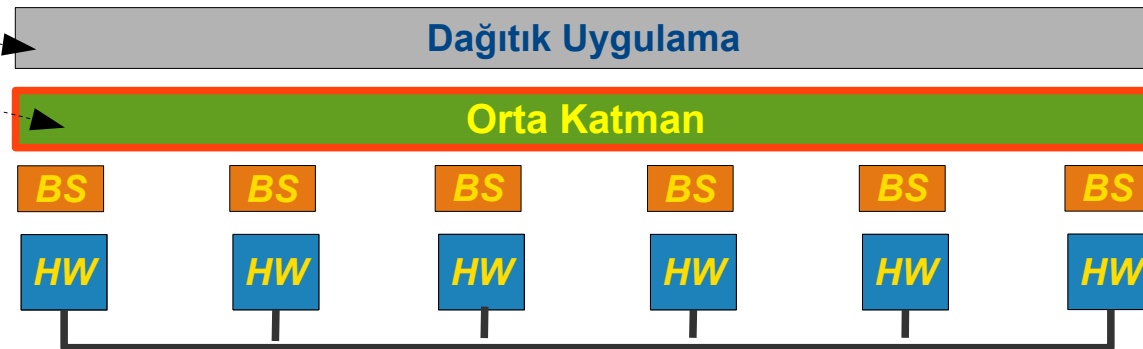 Dağıtık Uygulama
Orta Katman
BS BS BS BS BS BS
HW HW HW HW HW HW